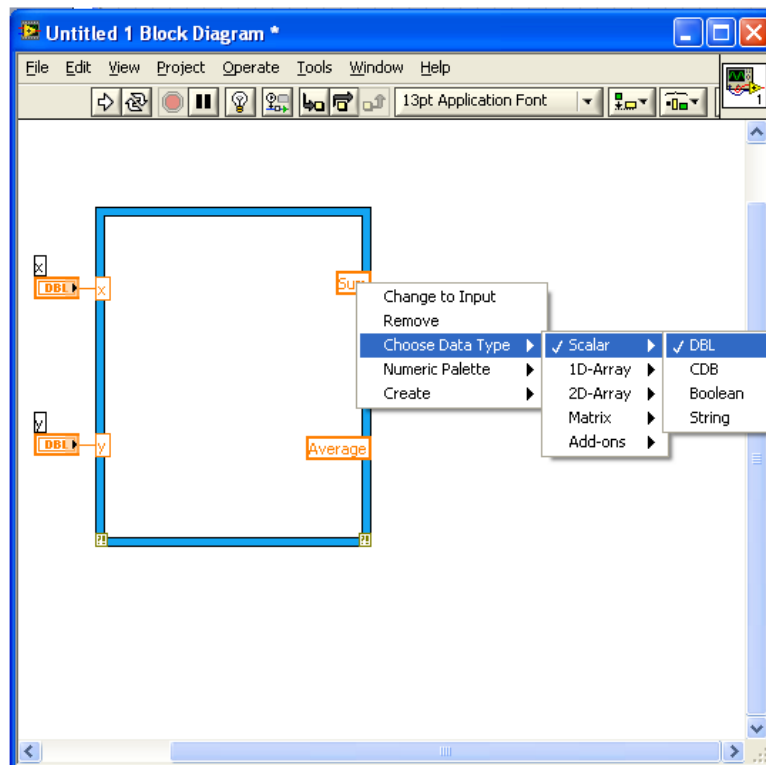 Untitled 1 Block Diagram *
File Edit View Project Operate Tools Window Help
13pt Application Font
1
x
DBL
x
Sum
Change to Input
Remove
Choose Data Type
Numeric Palette
Create
Scalar
1D-Array
2D-Array
Matrix
Add-ons
DBL
CDB
Boolean
String
y
DBL
y
Average
?!
?!